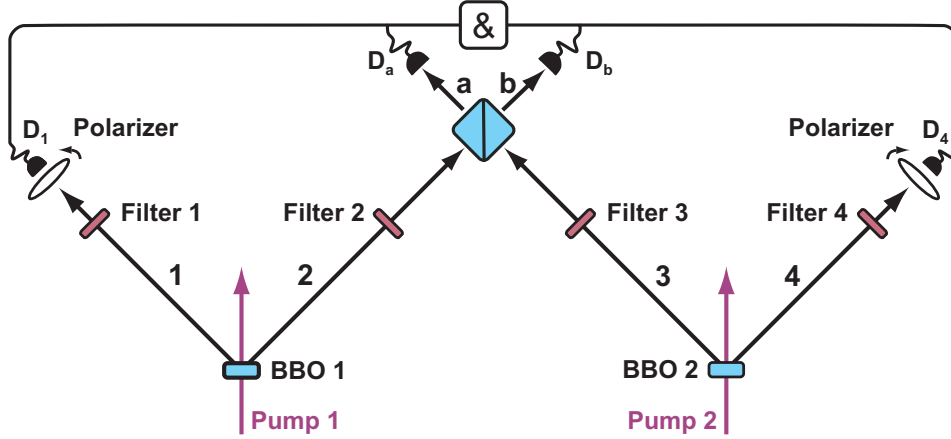 &
Da
a
b
Db
D1
Polarizer
Polarizer
D4
Filter 1
Filter 2
Filter 3
Filter 4
1
2
3
4
BBO 1
BBO 2
Pump 1
Pump 2